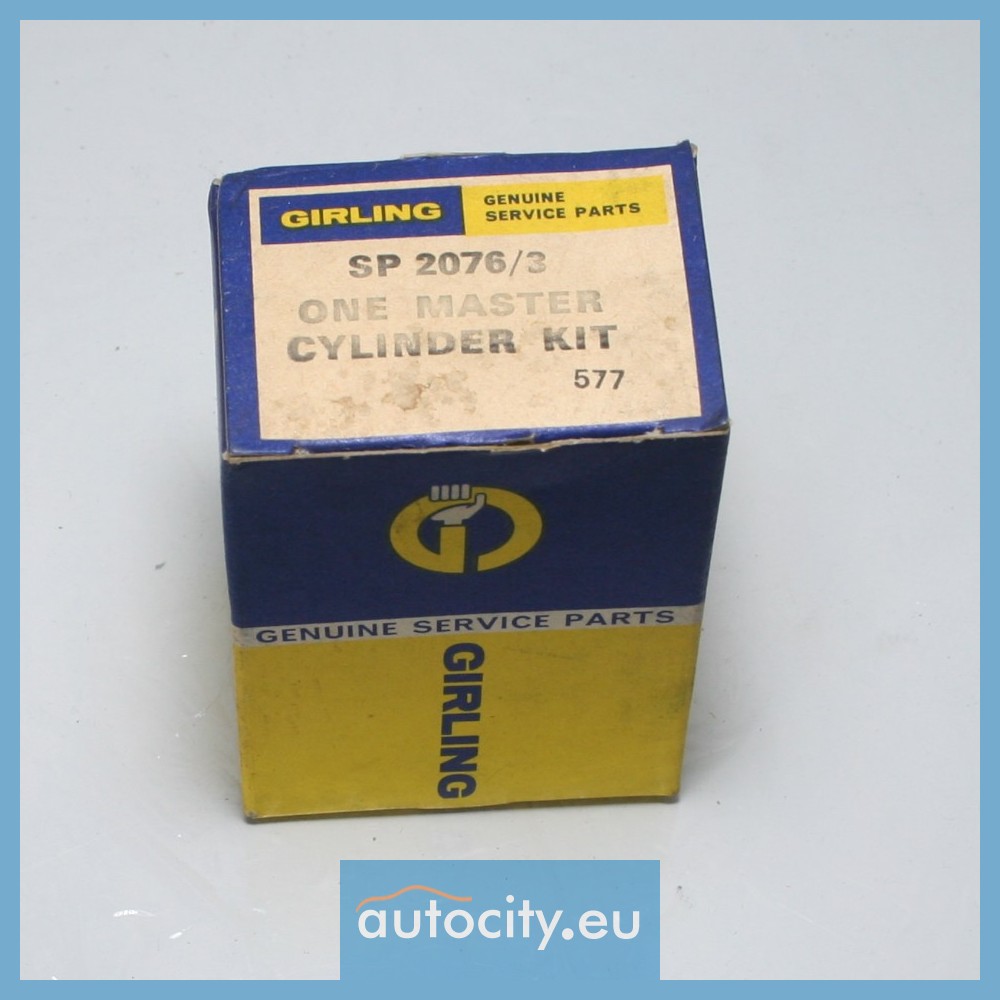 GIRLING
GENUINE
SERVICE PARTS
SP 2076/3
ONE MASTER
CYLINDER KIT
577
GENUINE SERVICE PARTS
GIRLING
autocity.eu